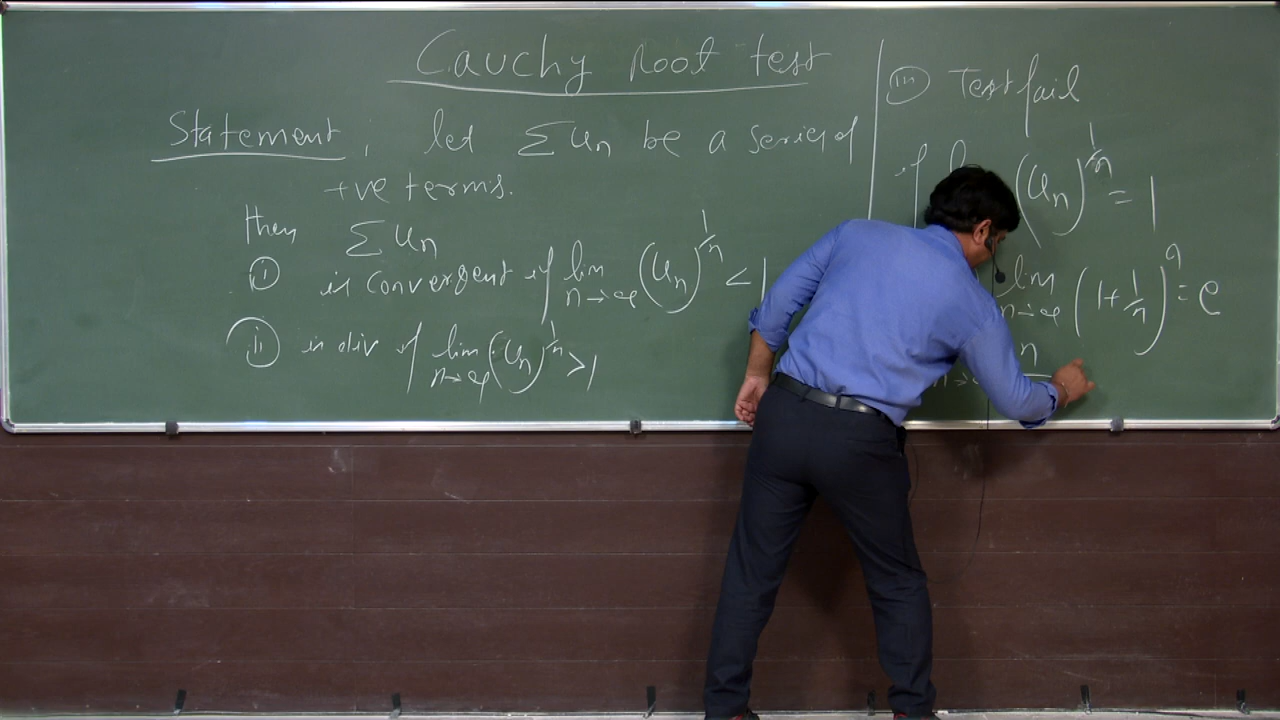 Cauchy Root test
Statement, let Σ Un be a series of
+ve terms.
then Σ Un
(i) is convergent if lim n→∞ (Un)^1/n < 1
(ii) is div if lim n→∞ (Un)^1/n > 1
(iii) Test fail
if (Un)^1/n = 1
lim n→∞ (1+1/n)^n = e
n